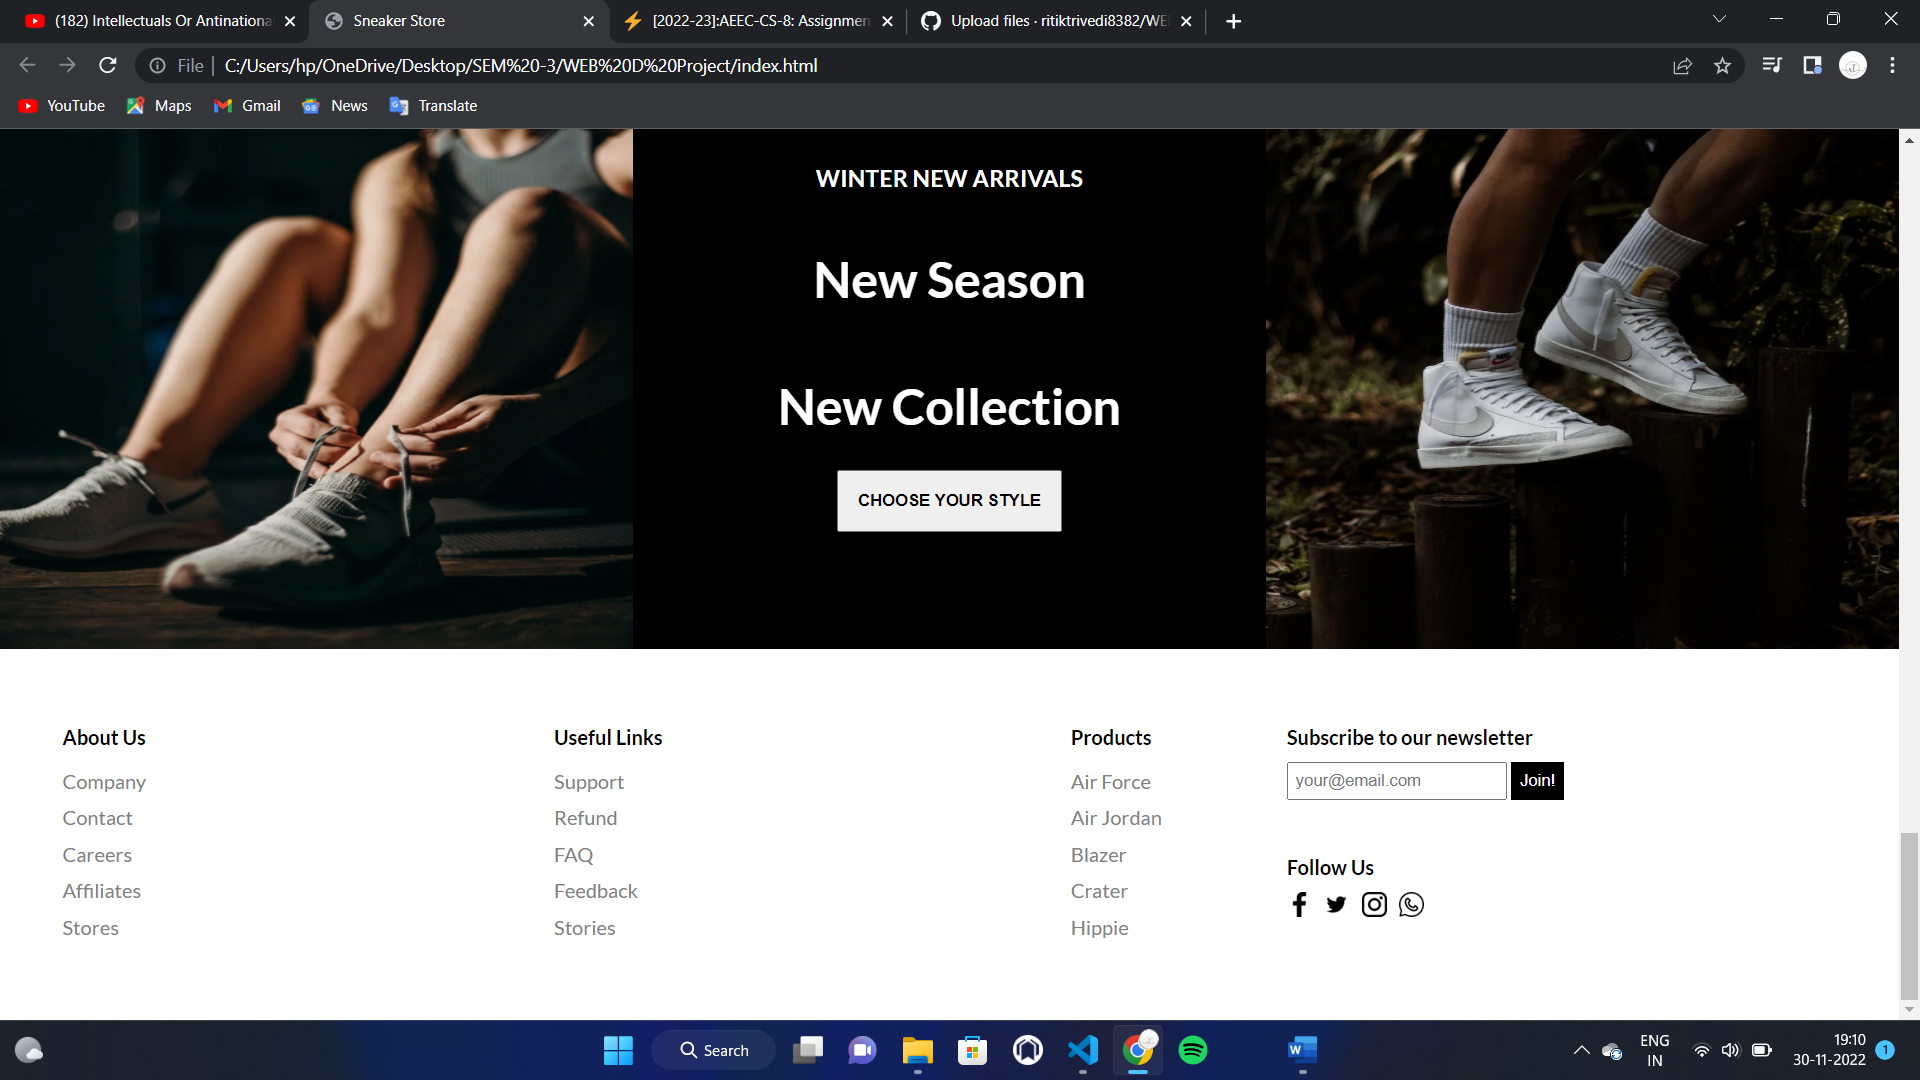 (182) Intellectuals Or Antinationa
Sneaker Store
[2022-23]:AEEC-CS-8: Assignmen
Upload files · ritiktrivedi8382/WE
File
C:/Users/hp/OneDrive/Desktop/SEM%20-3/WEB%20D%20Project/index.html
YouTube
Maps
Gmail
News
Translate
WINTER NEW ARRIVALS
New Season
New Collection
CHOOSE YOUR STYLE
About Us
Company
Contact
Careers
Affiliates
Stores
Useful Links
Support
Refund
FAQ
Feedback
Stories
Products
Air Force
Air Jordan
Blazer
Crater
Hippie
Subscribe to our newsletter
your@email.com
Join!
Follow Us
Search
ENG
IN
19:10
30-11-2022
1